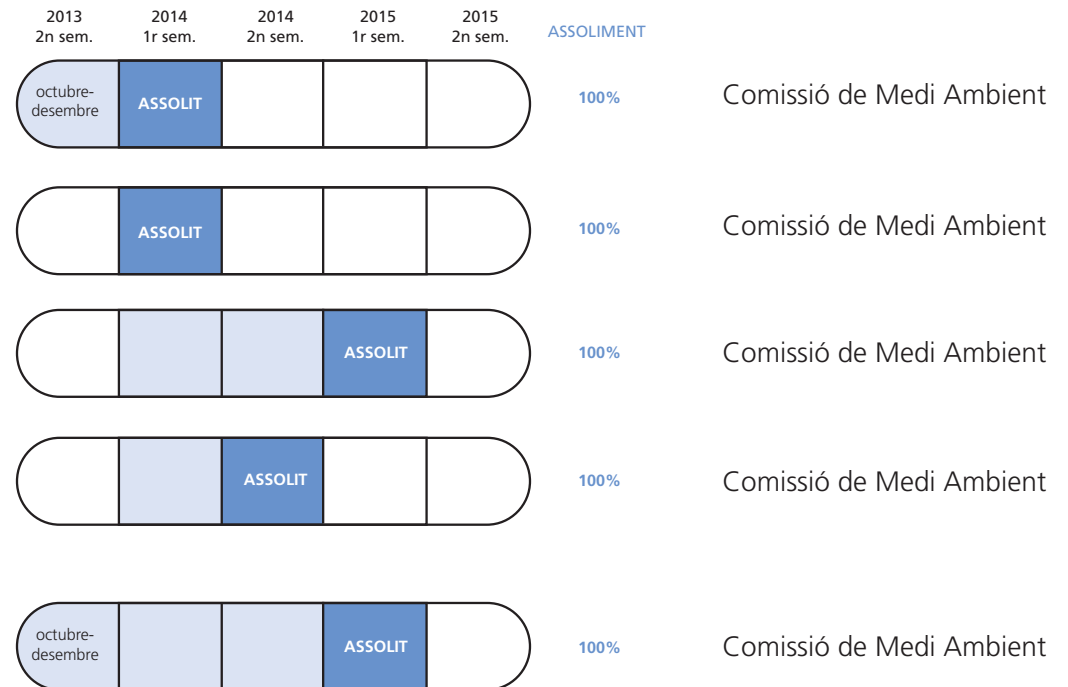 2013 2014 2014 2015 2015
2n sem. 1r sem. 2n sem. 1r sem. 2n sem. ASSOLIMENT
octubre-
desembre ASSOLIT 100% Comissió de Medi Ambient
ASSOLIT 100% Comissió de Medi Ambient
ASSOLIT 100% Comissió de Medi Ambient
ASSOLIT 100% Comissió de Medi Ambient
octubre-
desembre ASSOLIT 100% Comissió de Medi Ambient